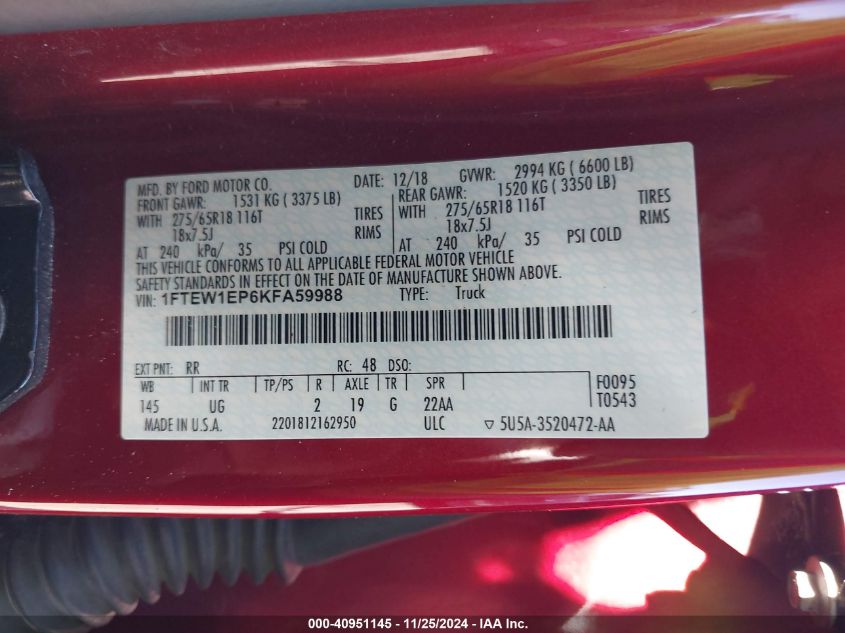 MFD. BY FORD MOTOR CO. DATE: 12/18 GVWR: 2994 KG ( 6600 LB)
FRONT GAWR: 1531 KG ( 3375 LB) REAR GAWR: 1520 KG ( 3350 LB)
WITH 275/65R18 116T TIRES WITH 275/65R18 116T TIRES
18x7.5J RIMS 18x7.5J RIMS
AT 240 kPa/ 35 PSI COLD AT 240 kPa/ 35 PSI COLD
THIS VEHICLE CONFORMS TO ALL APPLICABLE FEDERAL MOTOR VEHICLE
SAFETY STANDARDS IN EFFECT ON THE DATE OF MANUFACTURE SHOWN ABOVE.
VIN: 1FTEW1EP6KFA59988 TYPE: Truck
EXT PNT: RR RC: 48 DSO:
WB INT TR TP/PS R AXLE TR SPR F0095
145 UG 2 19 G 22AA T0543
MADE IN U.S.A. 2201812162950 ULC ▽ 5U5A-3520472-AA
000-40951145 - 11/25/2024 - IAA Inc.